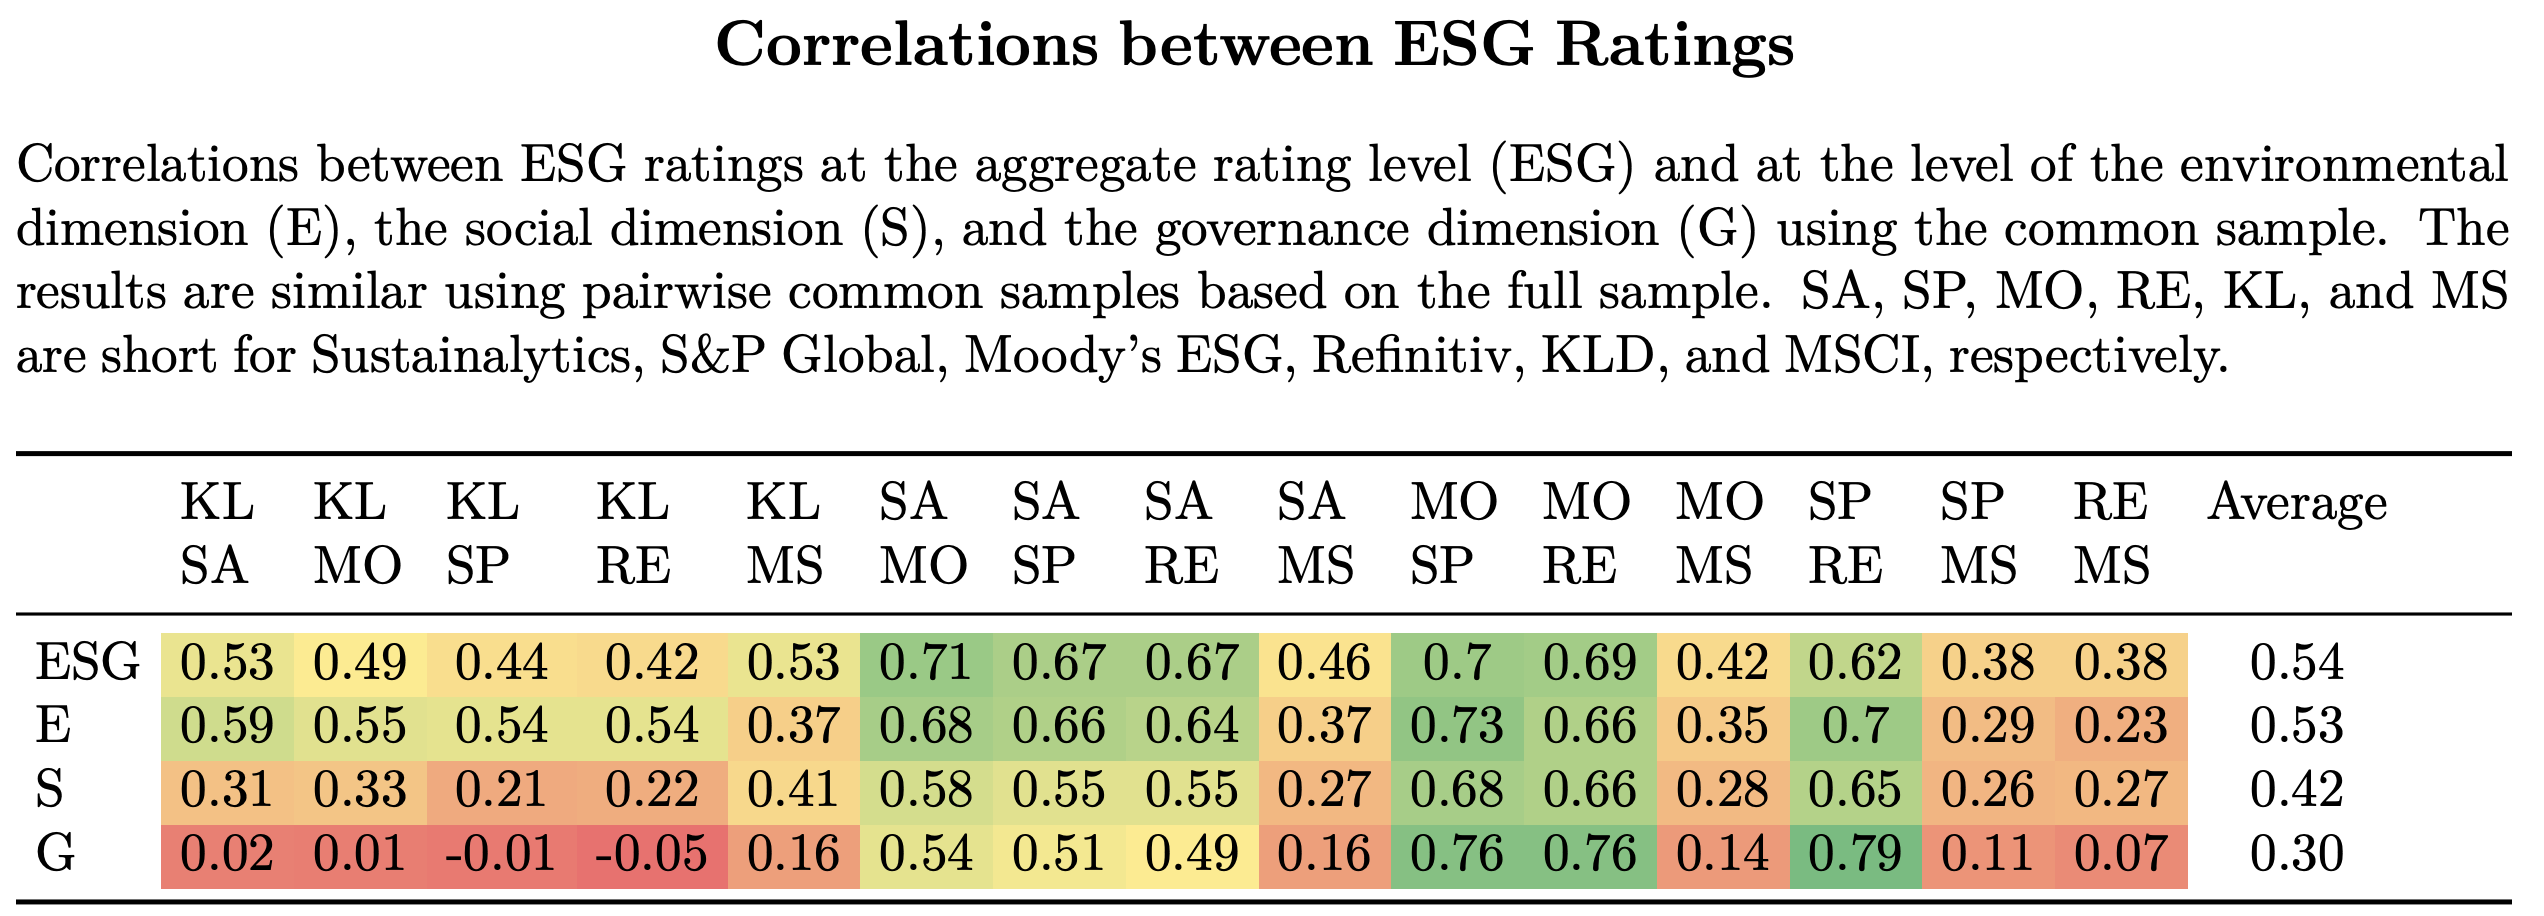 Correlations between ESG Ratings
Correlations between ESG ratings at the aggregate rating level (ESG) and at the level of the environmental
dimension (E), the social dimension (S), and the governance dimension (G) using the common sample. The
results are similar using pairwise common samples based on the full sample. SA, SP, MO, RE, KL, and MS
are short for Sustainalytics, S&P Global, Moody's ESG, Refinitiv, KLD, and MSCI, respectively.
KL KL KL KL KL SA SA SA SA MO MO MO SP SP RE Average
SA MO SP RE MS MO SP RE MS SP RE MS RE MS MS
ESG 0.53 0.49 0.44 0.42 0.53 0.71 0.67 0.67 0.46 0.7 0.69 0.42 0.62 0.38 0.38 0.54
E 0.59 0.55 0.54 0.54 0.37 0.68 0.66 0.64 0.37 0.73 0.66 0.35 0.7 0.29 0.23 0.53
S 0.31 0.33 0.21 0.22 0.41 0.58 0.55 0.55 0.27 0.68 0.66 0.28 0.65 0.26 0.27 0.42
G 0.02 0.01 -0.01 -0.05 0.16 0.54 0.51 0.49 0.16 0.76 0.76 0.14 0.79 0.11 0.07 0.30